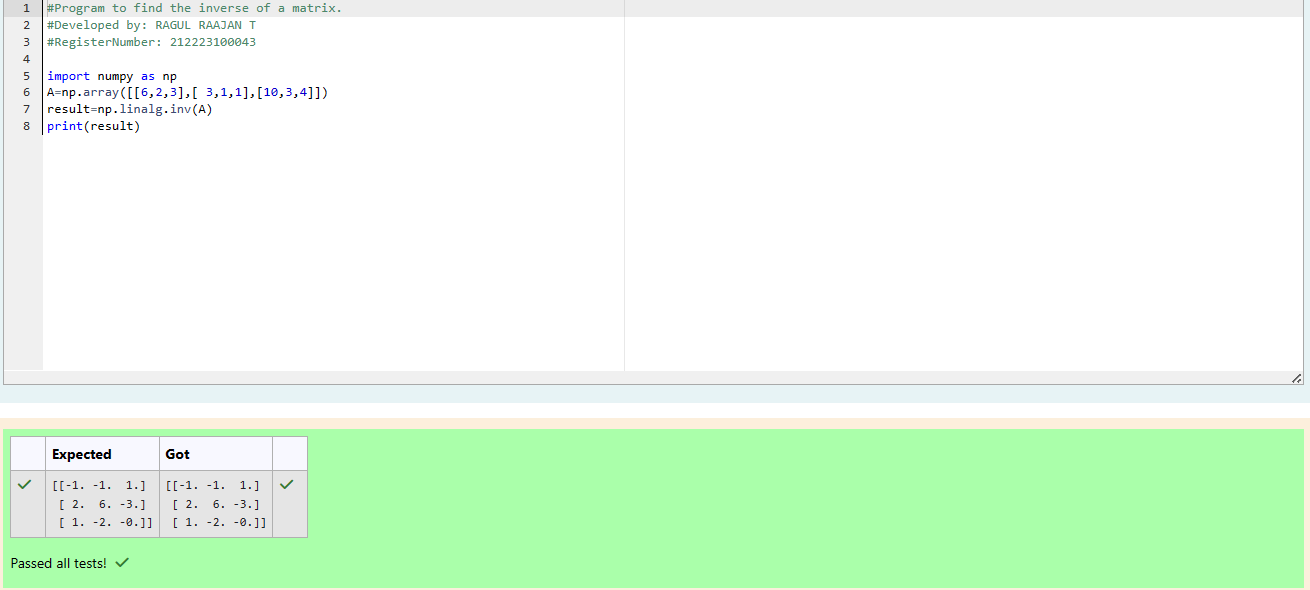 1 #Program to find the inverse of a matrix.
2 #Developed by: RAGUL RAAJAN T
3 #RegisterNumber: 212223100043
4
5 import numpy as np
6 A=np.array([[6,2,3],[ 3,1,1],[10,3,4]])
7 result=np.linalg.inv(A)
8 print(result)
Expected Got
[[-1. -1.  1.] [[-1. -1.  1.]
[ 2.  6. -3.] [ 2.  6. -3.]
[ 1. -2. -0.]] [ 1. -2. -0.]]
Passed all tests!